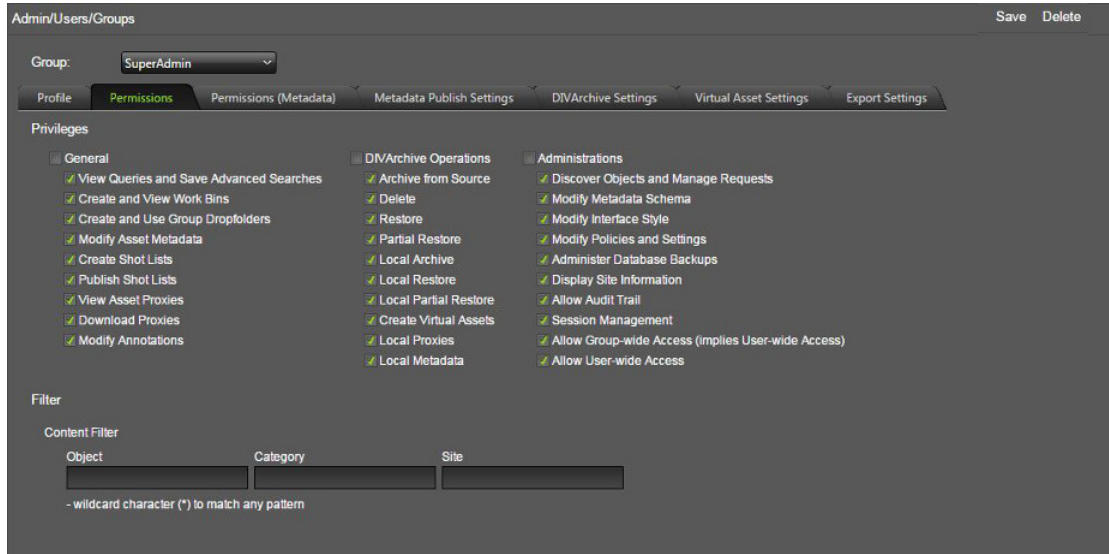 Admin/Users/Groups
Save Delete
Group: SuperAdmin
Profile Permissions Permissions (Metadata) Metadata Publish Settings DIVArchive Settings Virtual Asset Settings Export Settings
Privileges
General
View Queries and Save Advanced Searches
Create and View Work Bins
Create and Use Group Dropfolders
Modify Asset Metadata
Create Shot Lists
Publish Shot Lists
View Asset Proxies
Download Proxies
Modify Annotations
DIVArchive Operations
Archive from Source
Delete
Restore
Partial Restore
Local Archive
Local Restore
Local Partial Restore
Create Virtual Assets
Local Proxies
Local Metadata
Administrations
Discover Objects and Manage Requests
Modify Metadata Schema
Modify Interface Style
Modify Policies and Settings
Administer Database Backups
Display Site Information
Allow Audit Trail
Session Management
Allow Group-wide Access (implies User-wide Access)
Allow User-wide Access
Filter
Content Filter
Object Category Site
- wildcard character (*) to match any pattern